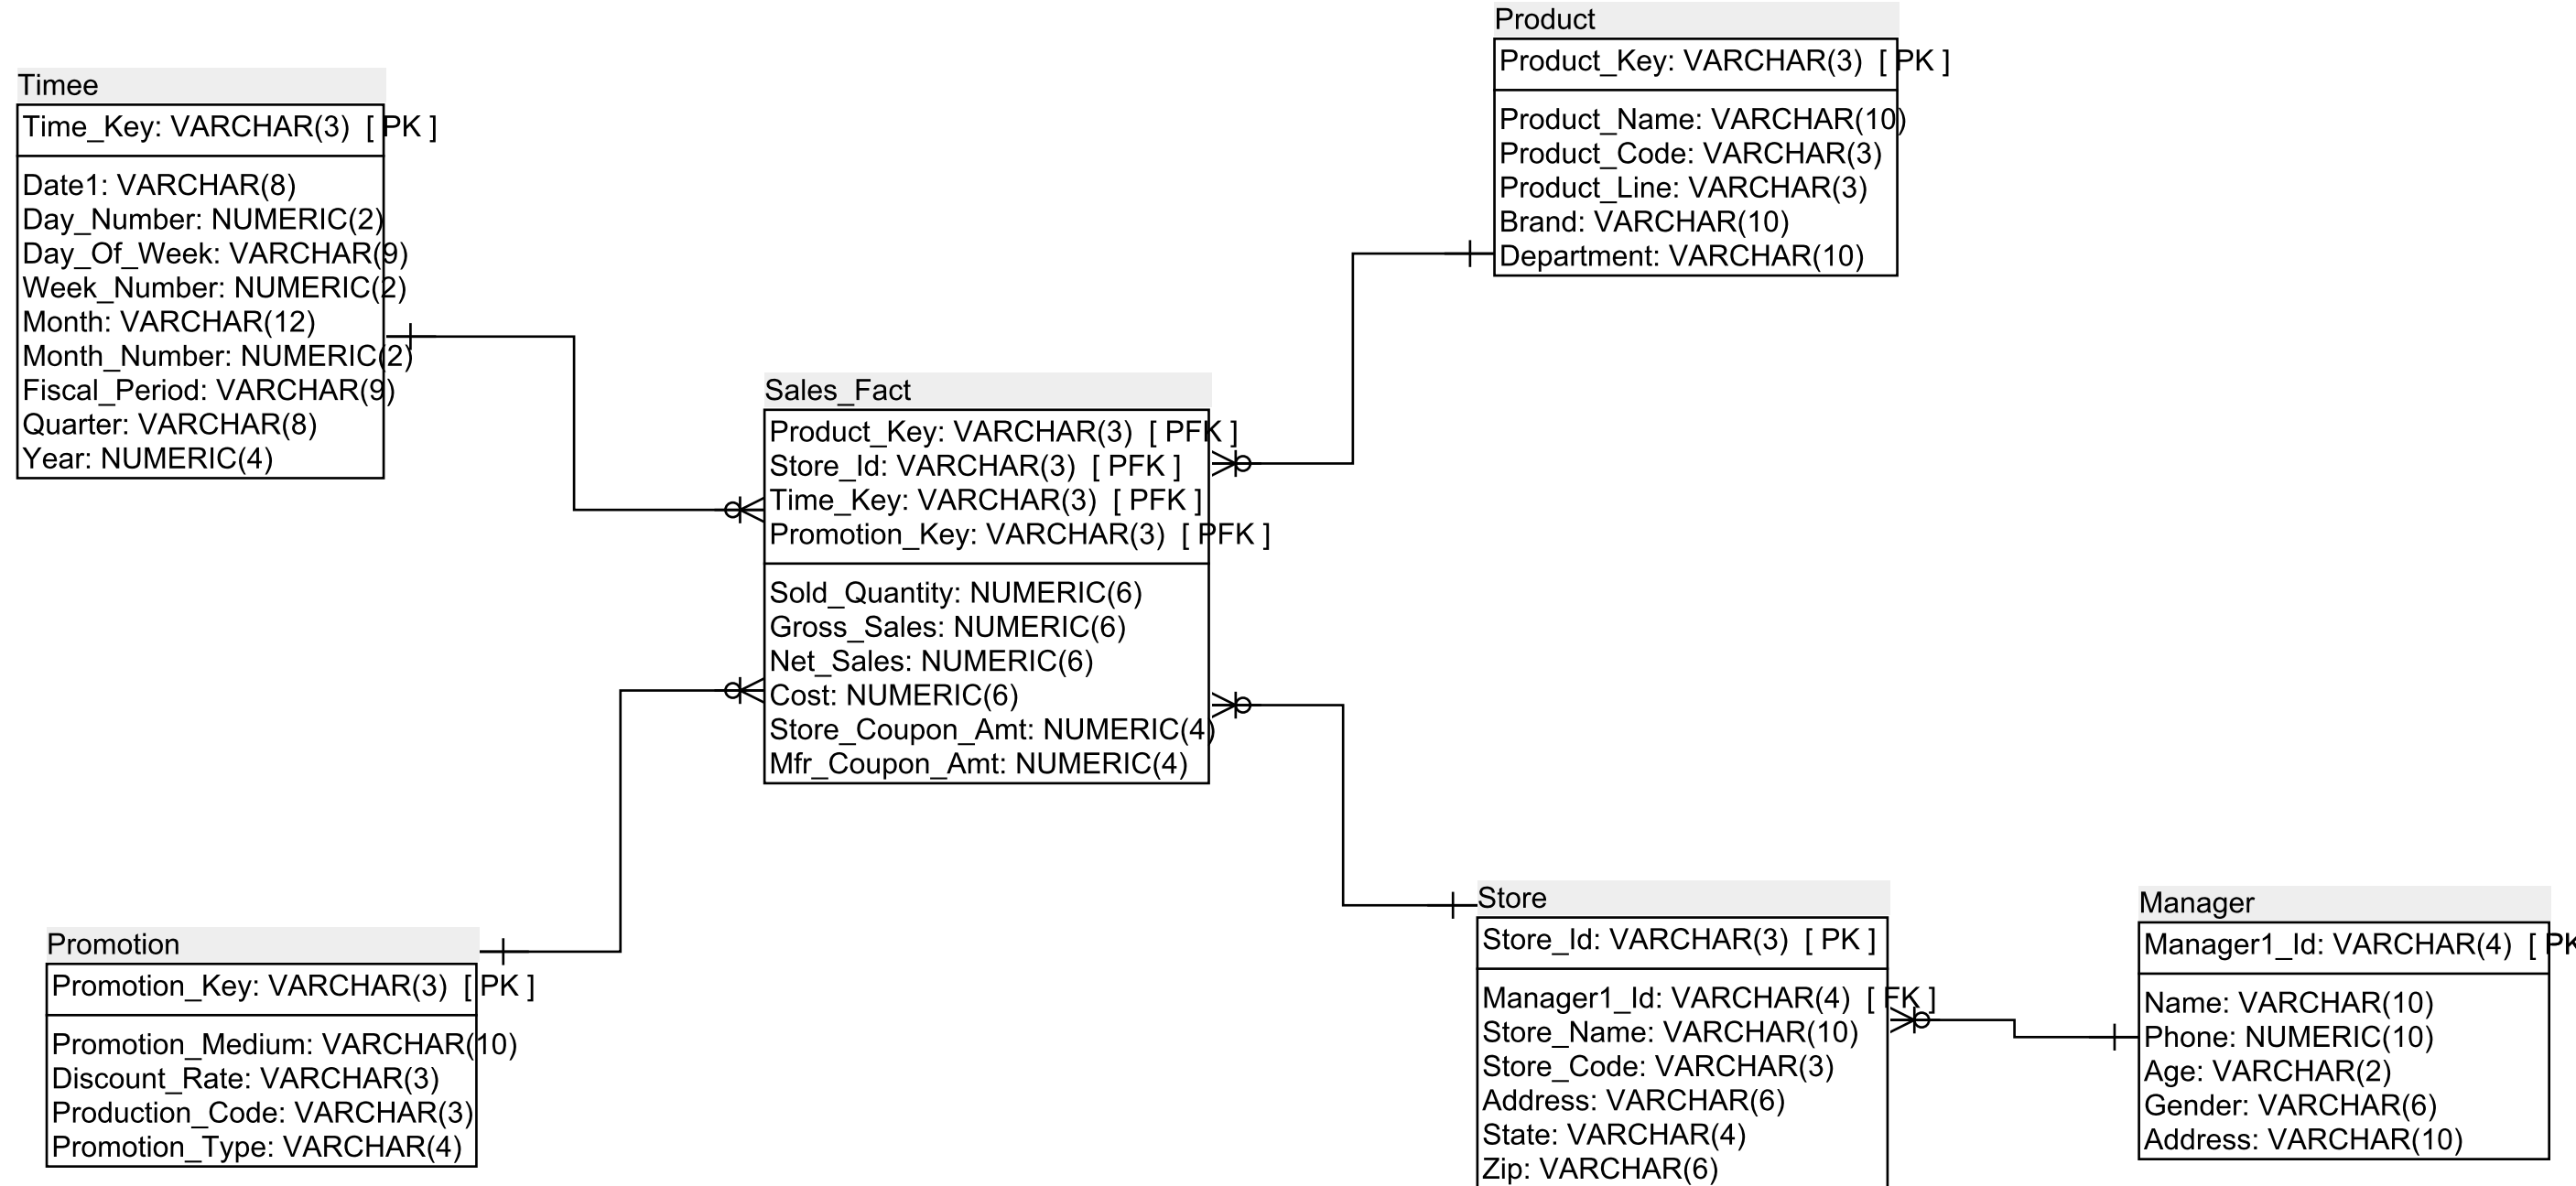 Timee
Time_Key: VARCHAR(3) [ PK ]
Date1: VARCHAR(8)
Day_Number: NUMERIC(2)
Day_Of_Week: VARCHAR(9)
Week_Number: NUMERIC(2)
Month: VARCHAR(12)
Month_Number: NUMERIC(2)
Fiscal_Period: VARCHAR(9)
Quarter: VARCHAR(8)
Year: NUMERIC(4)
Product
Product_Key: VARCHAR(3) [ PK ]
Product_Name: VARCHAR(10)
Product_Code: VARCHAR(3)
Product_Line: VARCHAR(3)
Brand: VARCHAR(10)
Department: VARCHAR(10)
Sales_Fact
Product_Key: VARCHAR(3) [ PFK ]
Store_Id: VARCHAR(3) [ PFK ]
Time_Key: VARCHAR(3) [ PFK ]
Promotion_Key: VARCHAR(3) [ PFK ]
Sold_Quantity: NUMERIC(6)
Gross_Sales: NUMERIC(6)
Net_Sales: NUMERIC(6)
Cost: NUMERIC(6)
Store_Coupon_Amt: NUMERIC(4)
Mfr_Coupon_Amt: NUMERIC(4)
Promotion
Promotion_Key: VARCHAR(3) [ PK ]
Promotion_Medium: VARCHAR(10)
Discount_Rate: VARCHAR(3)
Production_Code: VARCHAR(3)
Promotion_Type: VARCHAR(4)
Store
Store_Id: VARCHAR(3) [ PK ]
Manager1_Id: VARCHAR(4) [ FK ]
Store_Name: VARCHAR(10)
Store_Code: VARCHAR(3)
Address: VARCHAR(6)
State: VARCHAR(4)
Zip: VARCHAR(6)
Manager
Manager1_Id: VARCHAR(4) [ PK
Name: VARCHAR(10)
Phone: NUMERIC(10)
Age: VARCHAR(2)
Gender: VARCHAR(6)
Address: VARCHAR(10)